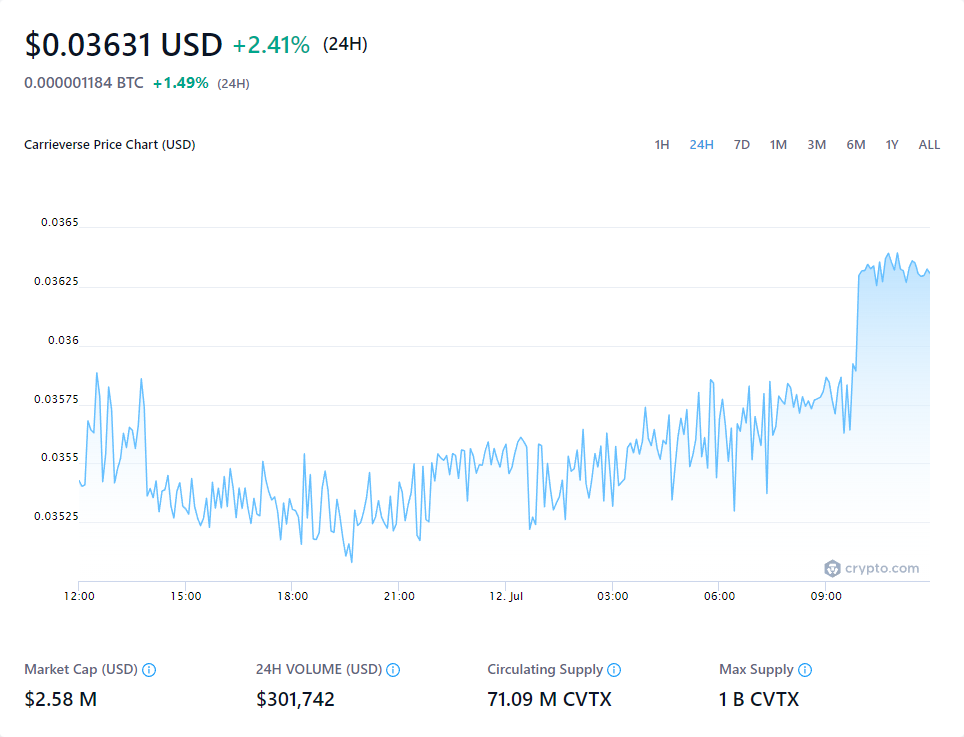 $0.03631 USD +2.41% (24H)
0.000001184 BTC +1.49% (24H)
Carrieverse Price Chart (USD) 1H 24H 7D 1M 3M 6M 1Y ALL
0.0365
0.03625
0.036
0.03575
0.0355
0.03525
crypto.com
12:00 15:00 18:00 21:00 12. Jul 03:00 06:00 09:00
Market Cap (USD) 24H VOLUME (USD) Circulating Supply Max Supply
$2.58 M $301,742 71.09 M CVTX 1 B CVTX